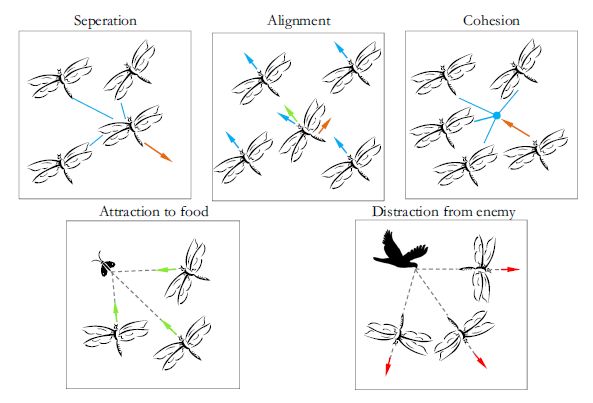 Seperation
Alignment
Cohesion
Attraction to food
Distraction from enemy